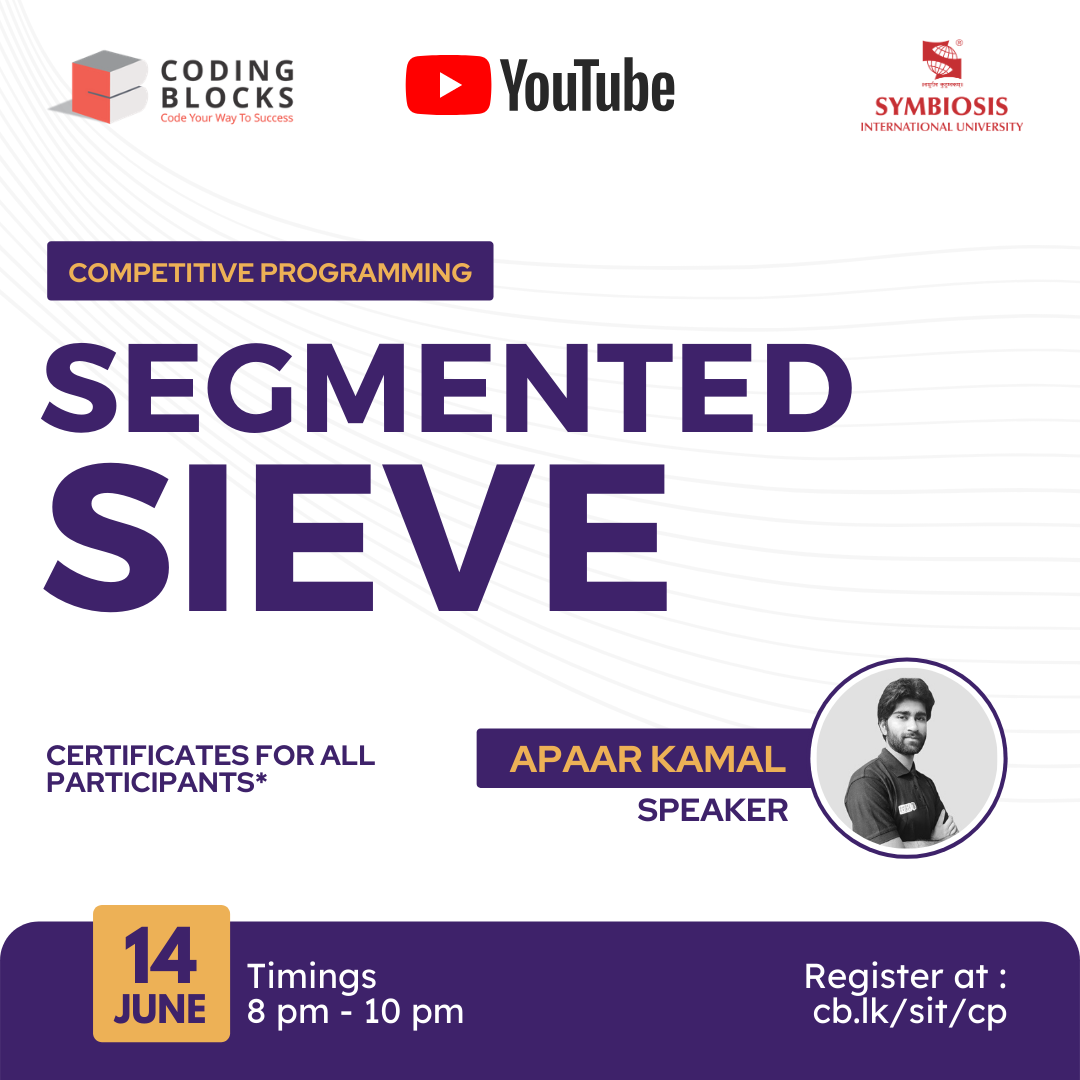 CODING
BLOCKS
Code Your Way To Success
YouTube
®
SYMBIOSIS
INTERNATIONAL UNIVERSITY
COMPETITIVE PROGRAMMING
SEGMENTED
SIEVE
CERTIFICATES FOR ALL
PARTICIPANTS*
APAAR KAMAL
SPEAKER
14
JUNE
Timings
8 pm - 10 pm
Register at :
cb.lk/sit/cp